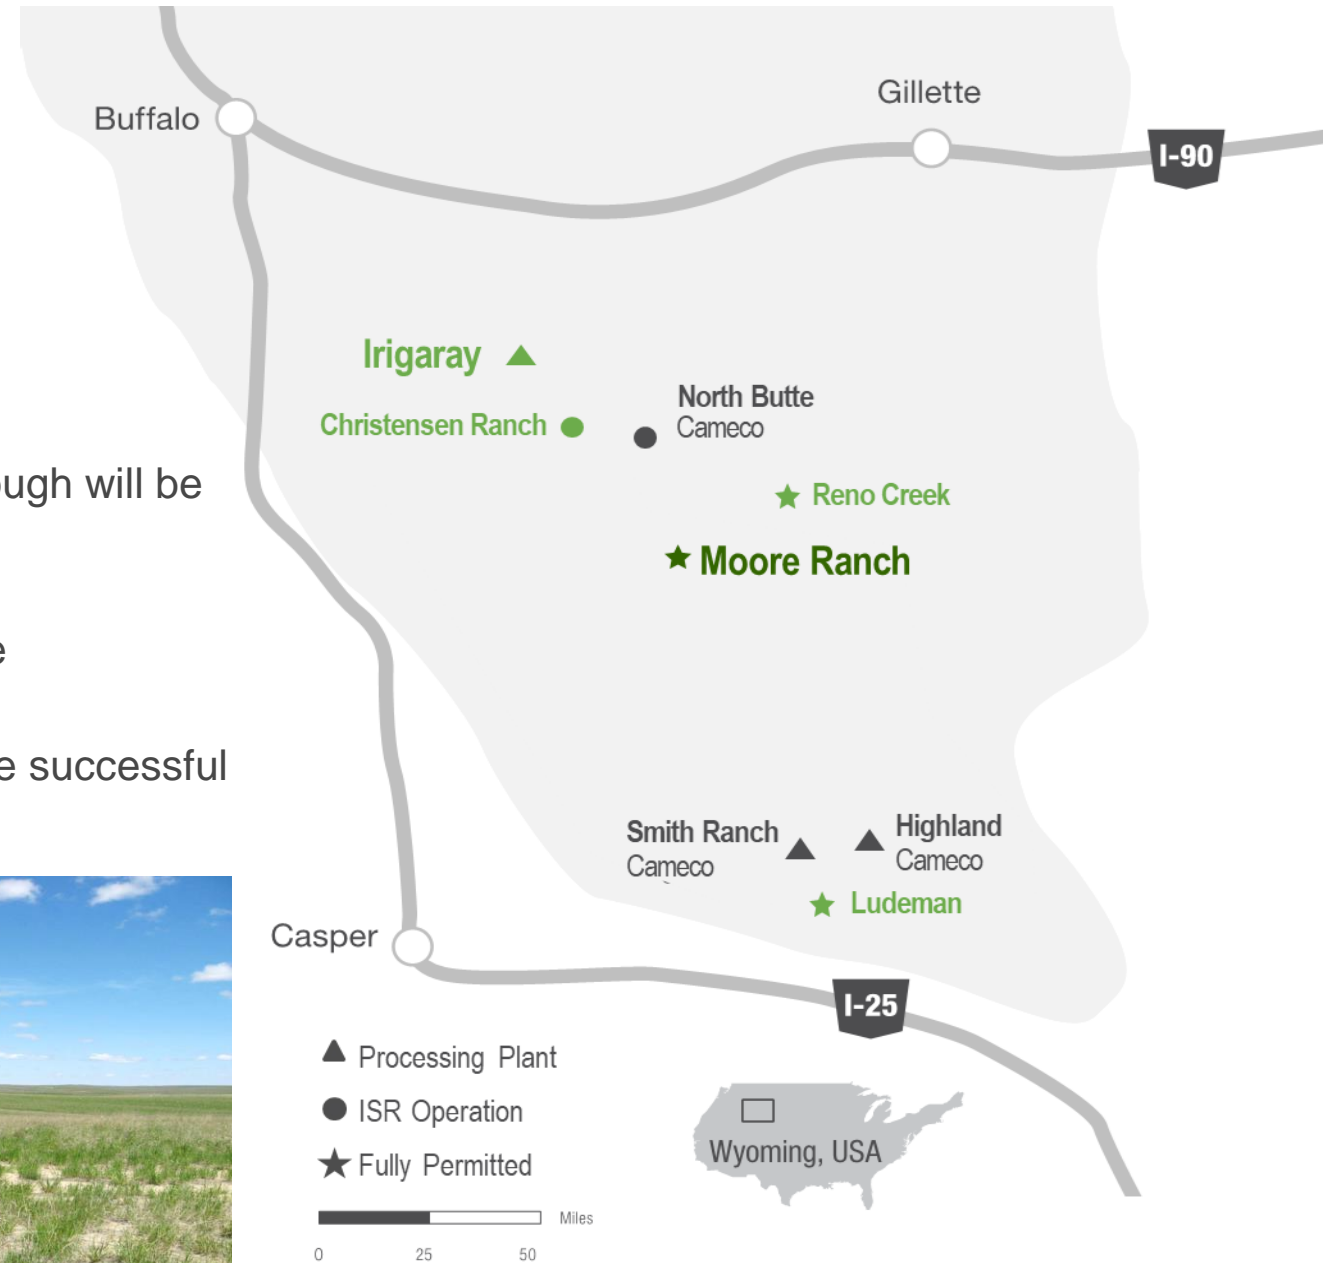 Buffalo
Gillette
I-90
Irigaray
North Butte
Cameco
Christensen Ranch
ough will be
Reno Creek
Moore Ranch
e
e successful
Smith Ranch
Cameco
Highland
Cameco
Ludeman
Casper
I-25
Processing Plant
ISR Operation
Fully Permitted
Wyoming, USA
Miles
0 25 50